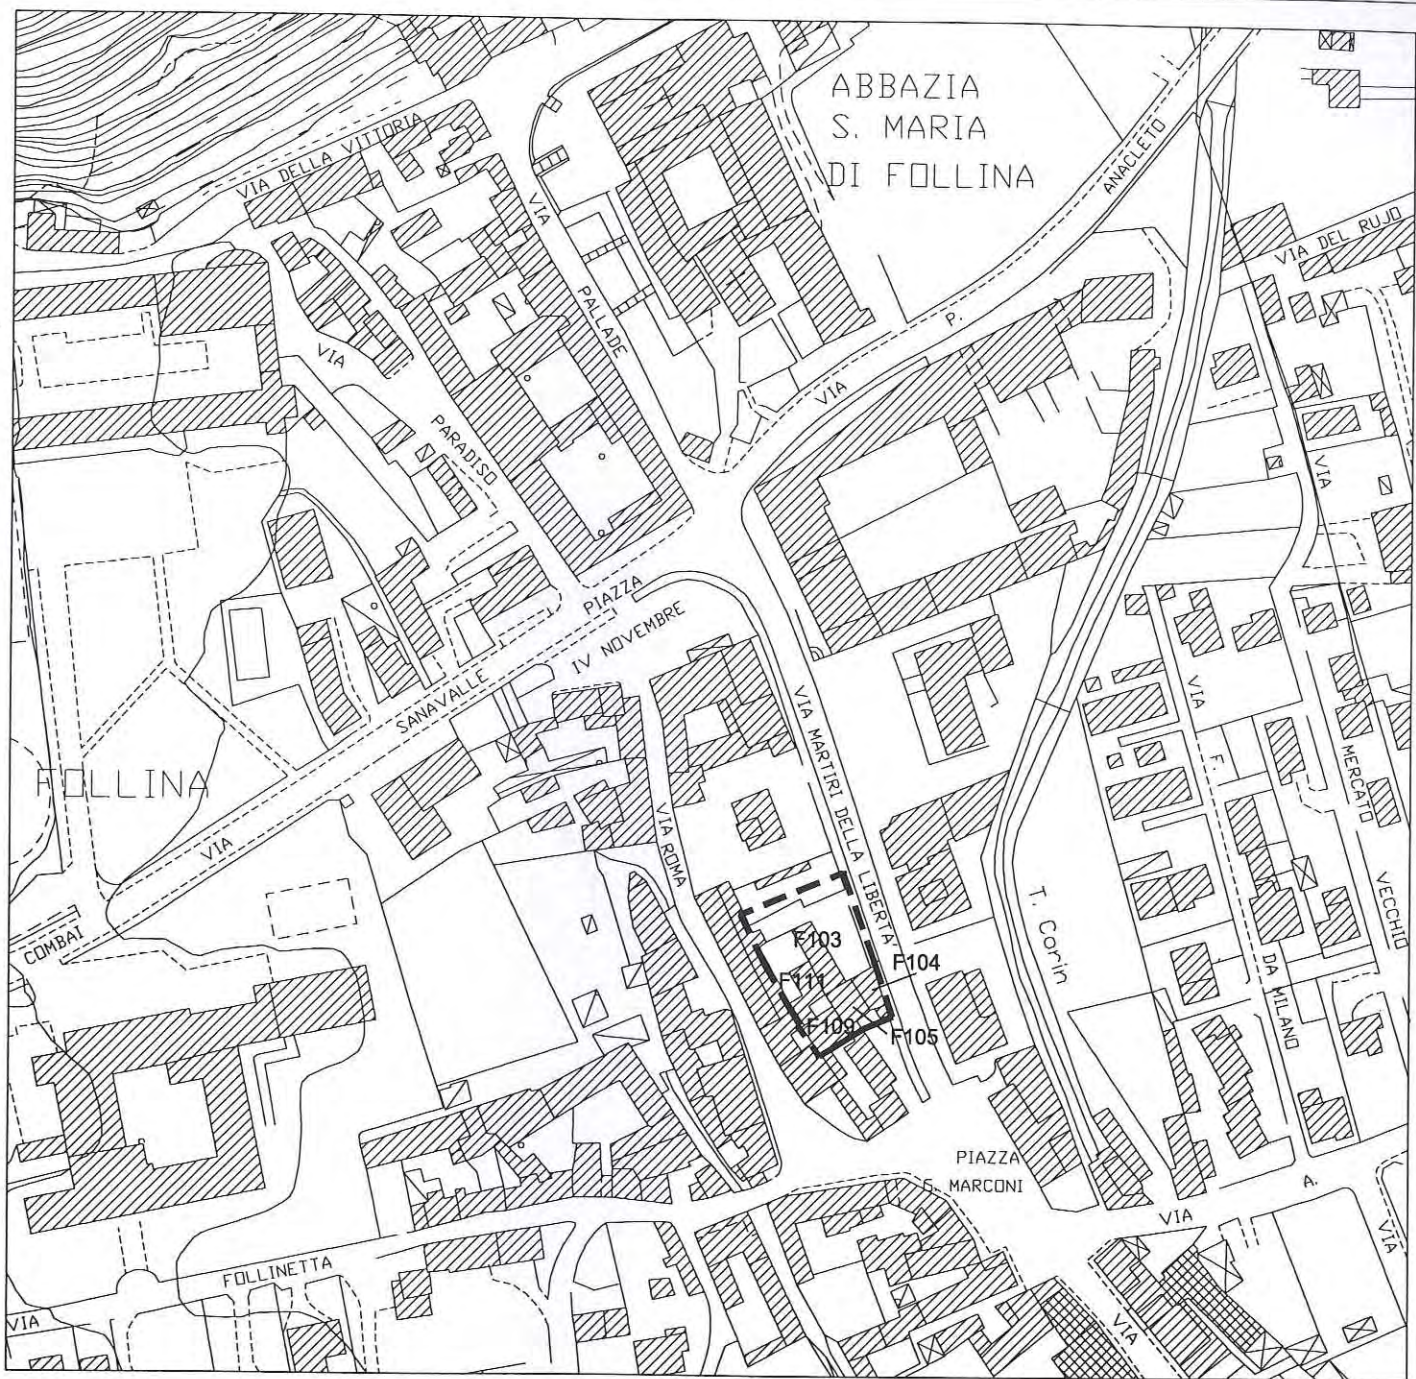 ABBAZIA
S. MARIA
DI FOLLINA
VIA DELLA VITTORIA
VIA
PALLADE
VIA
P.
ANACLETO
VIA DEL RUJO
VIA
PARADISO
PIAZZA
IV NOVEMBRE
VIA
SANAVALLE
FOLLINA
COMBAI
VIA ROMA
VIA MARTIRI DELLA LIBERTA'
VIA
F.
DA MILANO
VIA
MERCATO
VECCHIO
T. Corin
F103
F104
F111
F109
F105
PIAZZA
G. MARCONI
VIA
A.
VIA
VIA
FOLLINETTA
VIA